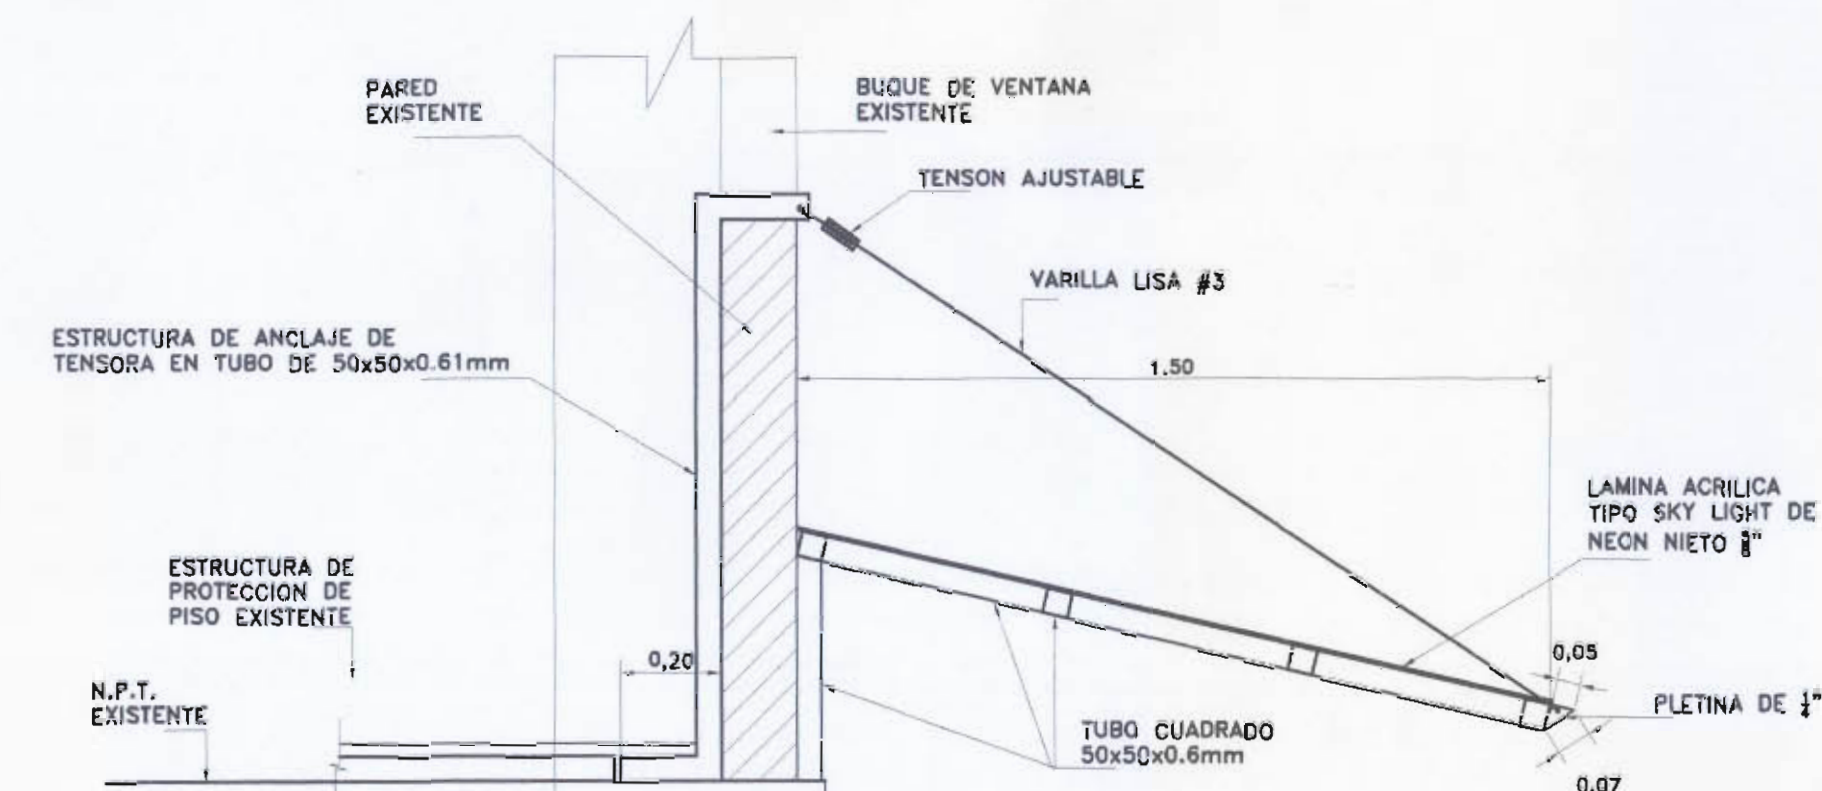 PARED
EXISTENTE
BUQUE DE VENTANA
EXISTENTE
TENSON AJUSTABLE
VARILLA LISA #3
ESTRUCTURA DE ANCLAJE DE
TENSORA EN TUBO DE 50x50x0.61mm
1.50
LAMINA ACRILICA
TIPO SKY LIGHT DE
NEON NIETO
ESTRUCTURA DE
PROTECCION DE
PISO EXISTENTE
0,20
0,05
N.P.T.
EXISTENTE
PLETINA DE 1/4"
TUBO CUADRADO
50x50x0.6mm
0.07